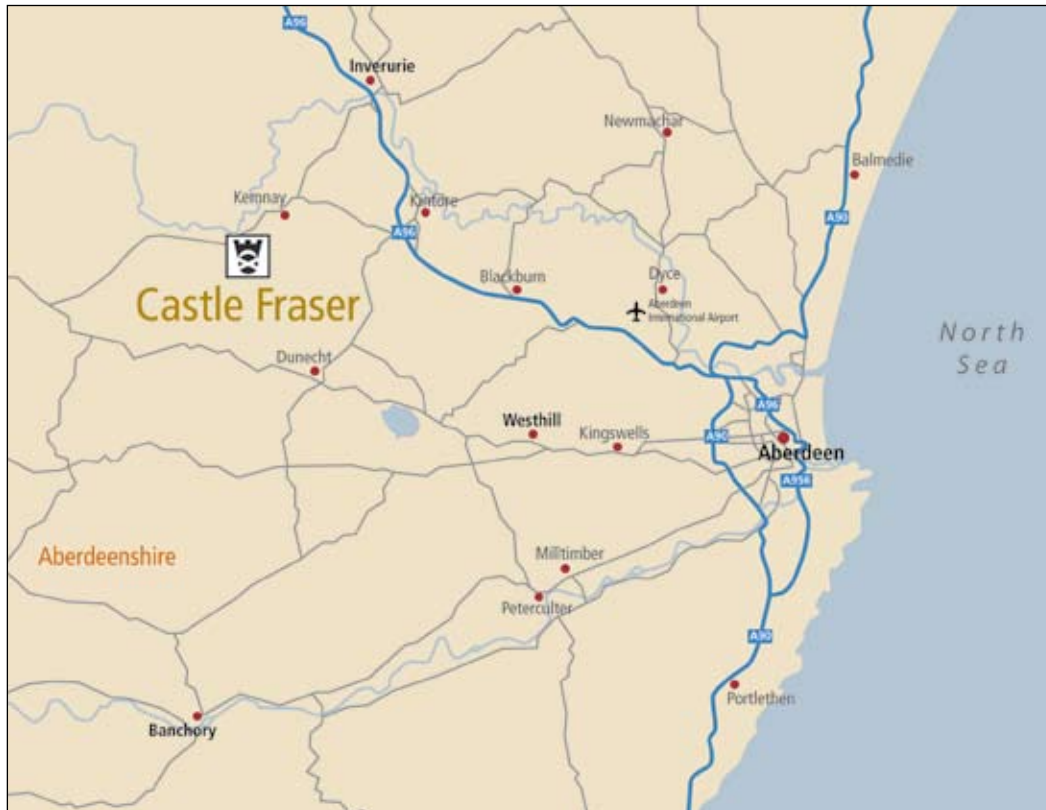 A96
Inverurie
Newmachar
Balmedie
Kemnay
Kintore
A90
A96
Castle Fraser
Blackburn
Dyce
Aberdeen
International Airport
North
Sea
Dunecht
Westhill
Kingswells
A96
A90
Aberdeen
A956
Aberdeenshire
Milltimber
Peterculter
A90
Portlethen
Banchory